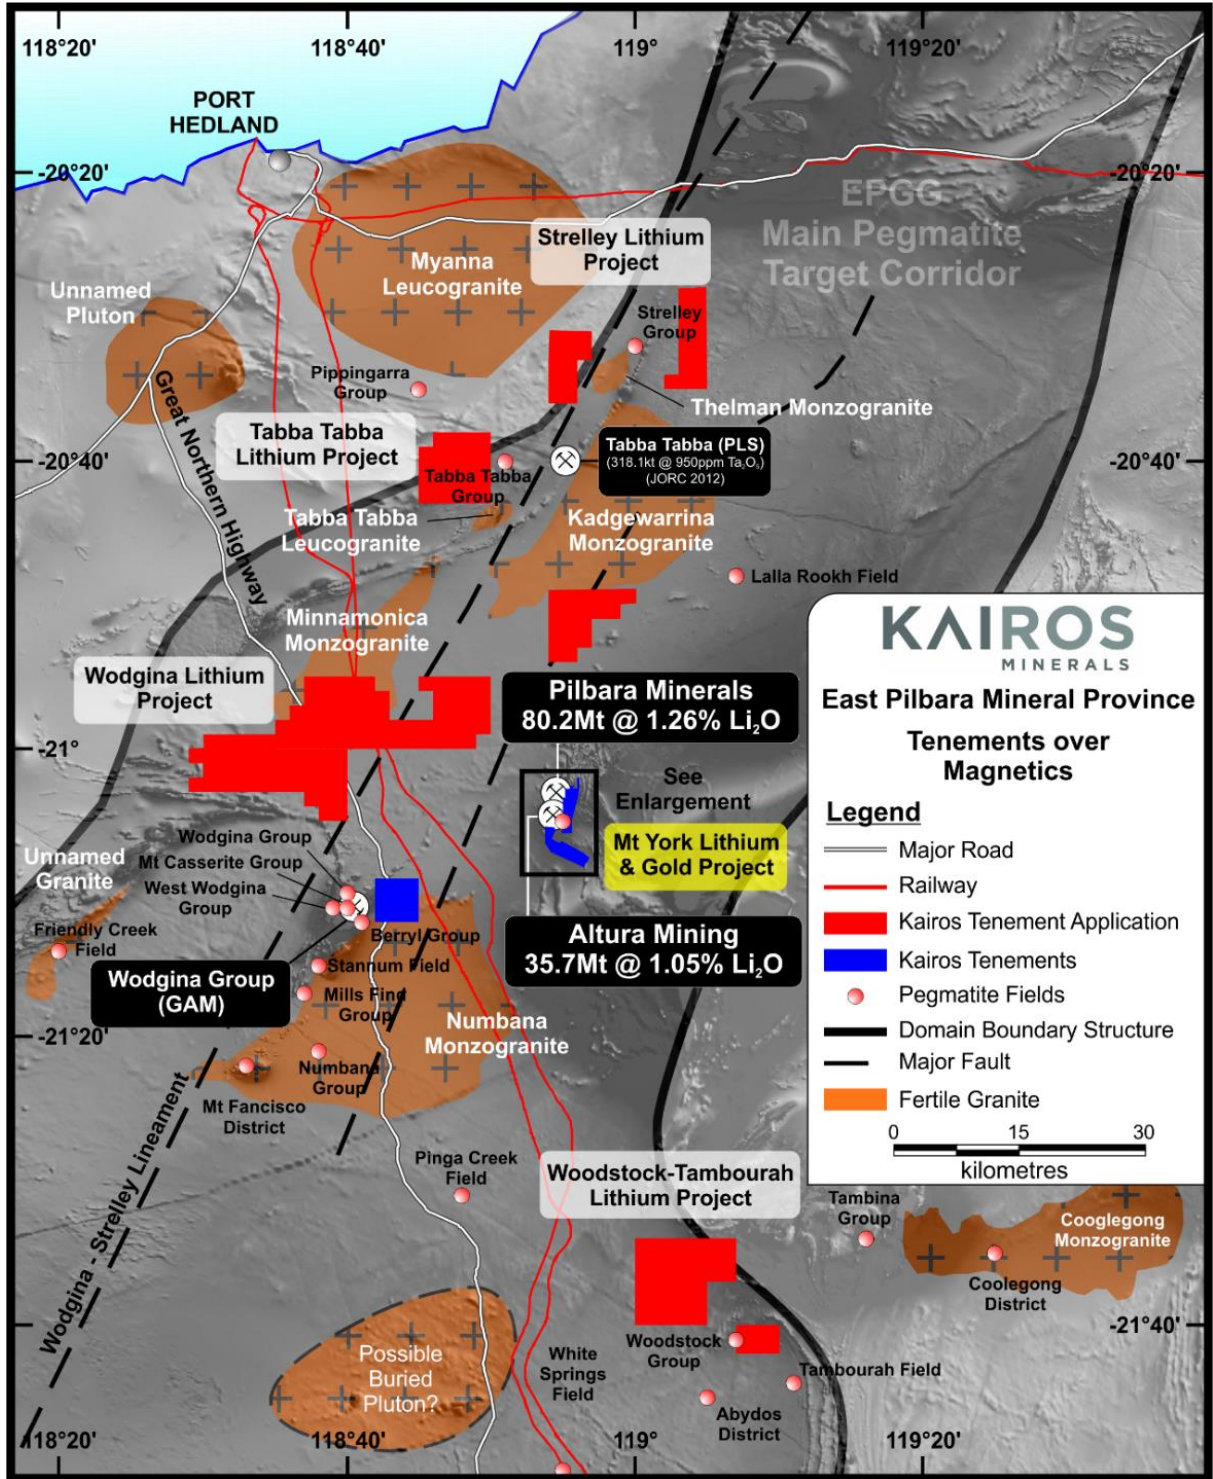 118°20'
118°40'
119°
119°20'
PORT
HEDLAND
-20°20'
-20°20'
EPGG
Main Pegmatite
Target Corridor
Strelley Lithium
Project
Myanna
Leucogranite
Unnamed
Pluton
Strelley
Group
Pippingarra
Group
Great Northern Highway
Thelman Monzogranite
Tabba Tabba
Lithium Project
Tabba Tabba (PLS)
(318.1kt @ 950ppm Ta₂O₅)
(JORC 2012)
-20°40'
-20°40'
Tabba Tabba
Group
Tabba Tabba
Leucogranite
Kadgewarrina
Monzogranite
Lalla Rookh Field
Minnamonica
Monzogranite
Wodgina Lithium
Project
Pilbara Minerals
80.2Mt @ 1.26% Li₂O
-21°
See
Enlargement
Mt York Lithium
& Gold Project
Wodgina Group
Mt Casserite Group
West Wodgina
Group
Unnamed
Granite
Friendly Creek
Field
Berryl Group
Altura Mining
35.7Mt @ 1.05% Li₂O
Wodgina Group
(GAM)
Stannum Field
Mills Find
Group
Numbana
Monzogranite
-21°20'
Numbana
Group
Mt Fancisco
District
Wodgina - Strelley Lineament
Pinga Creek
Field
Woodstock-Tambourah
Lithium Project
Tambina
Group
Cooglegong
Monzogranite
Coolegong
District
-21°40'
Woodstock
Group
White
Springs
Field
Possible
Buried
Pluton?
Tambourah Field
Abydos
District
118°20'
118°40'
119°
119°20'
KAIROS
MINERALS
East Pilbara Mineral Province
Tenements over
Magnetics
Legend
Major Road
Railway
Kairos Tenement Application
Kairos Tenements
Pegmatite Fields
Domain Boundary Structure
Major Fault
Fertile Granite
0 15 30
kilometres